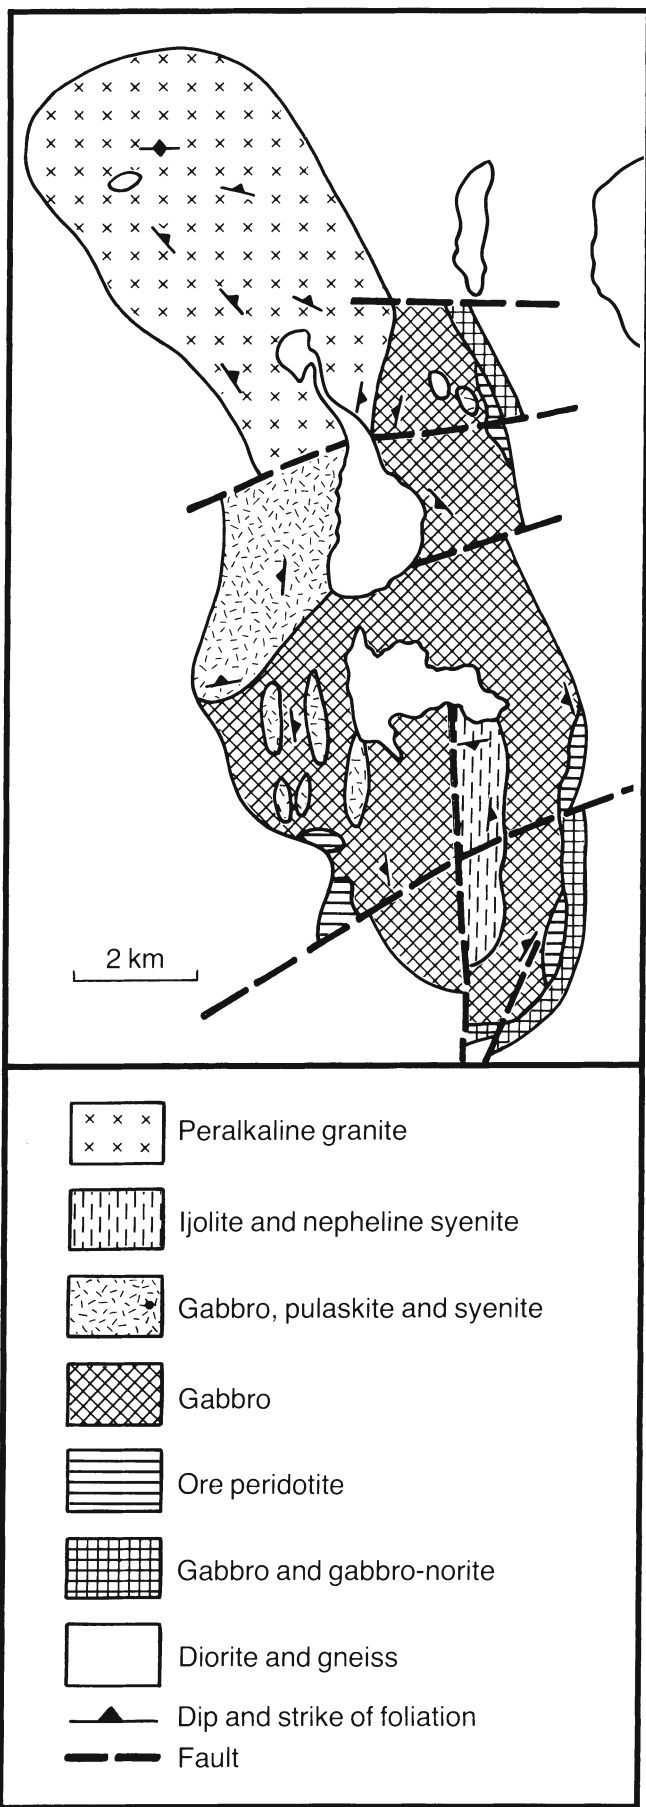 2 km
Peralkaline granite
Ijolite and nepheline syenite
Gabbro, pulaskite and syenite
Gabbro
Ore peridotite
Gabbro and gabbro-norite
Diorite and gneiss
Dip and strike of foliation
Fault